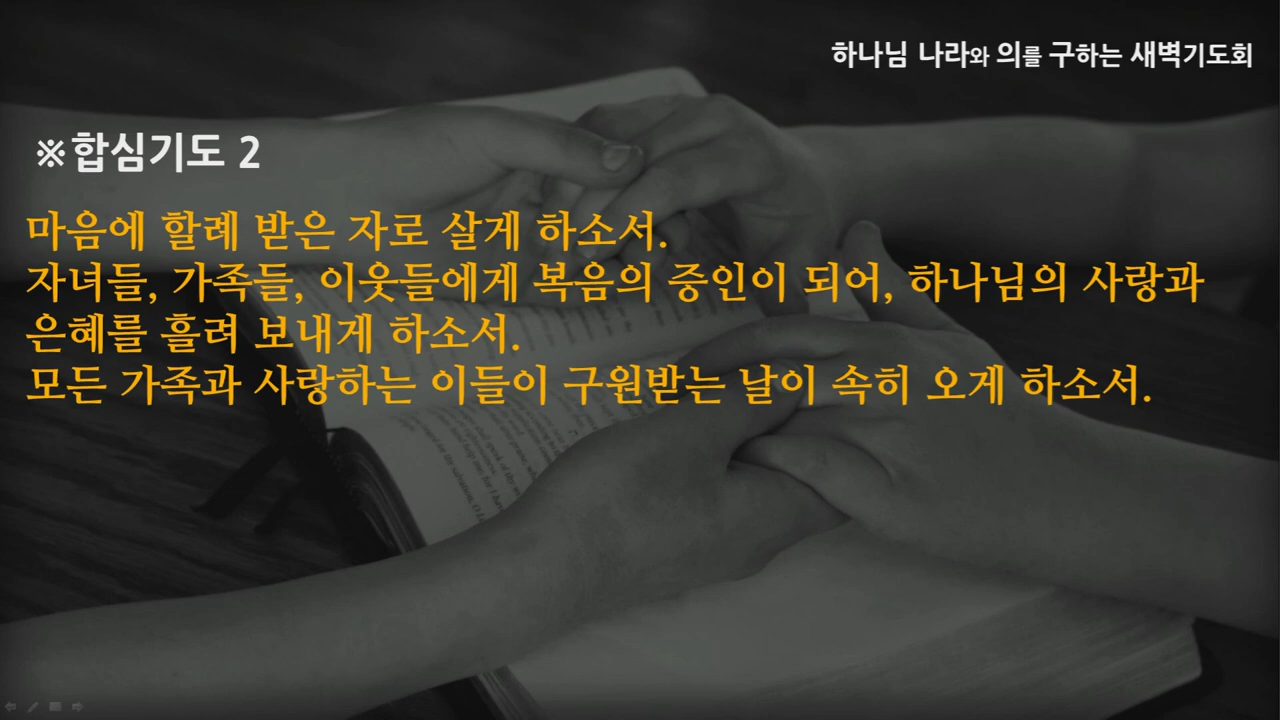 하나님 나라와 의를 구하는 새벽기도회
※합심기도 2
마음에 할례 받은 자로 살게 하소서.
자녀들, 가족들, 이웃들에게 복음의 증인이 되어, 하나님의 사랑과
은혜를 흘려 보내게 하소서.
모든 가족과 사랑하는 이들이 구원받는 날이 속히 오게 하소서.